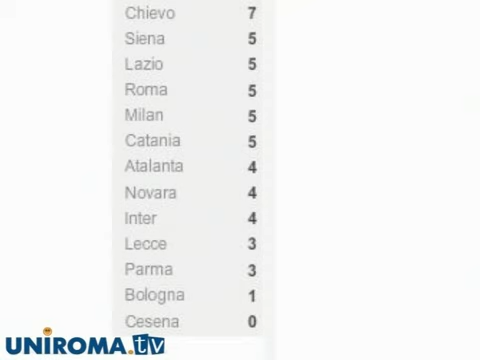 Chievo 7
Siena 5
Lazio 5
Roma 5
Milan 5
Catania 5
Atalanta 4
Novara 4
Inter 4
Lecce 3
Parma 3
Bologna 1
Cesena 0
UNIROMA.tv